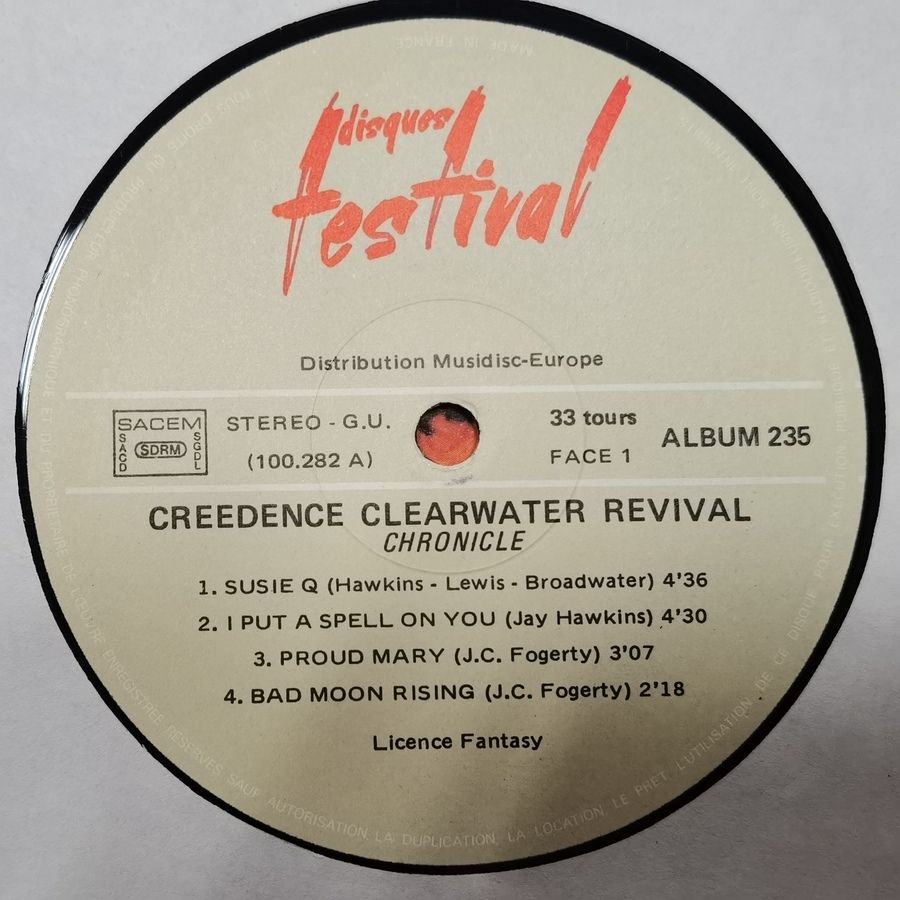 MADE IN FRANCE
disques
festival
Distribution Musidisc-Europe
SACEM
SACD
SDRM
SGDL
STEREO - G.U.
(100.282 A)
33 tours
FACE 1
ALBUM 235
CREEDENCE CLEARWATER REVIVAL
CHRONICLE
1. SUSIE Q (Hawkins - Lewis - Broadwater) 4'36
2. I PUT A SPELL ON YOU (Jay Hawkins) 4'30
3. PROUD MARY (J.C. Fogerty) 3'07
4. BAD MOON RISING (J.C. Fogerty) 2'18
Licence Fantasy
TOUS DROITS DU PRODUCTEUR PHONOGRAPHIQUE ET DU PROPRIETAIRE DE L'ŒUVRE ENREGISTREE RESERVES SAUF AUTORISATION LA DUPLICATION, LA LOCATION, LE PRET, L'UTILISATION DE CE DISQUE POUR EXECUTION PUBLIQUE ET RADIODIFFUSION SONT INTERDITS